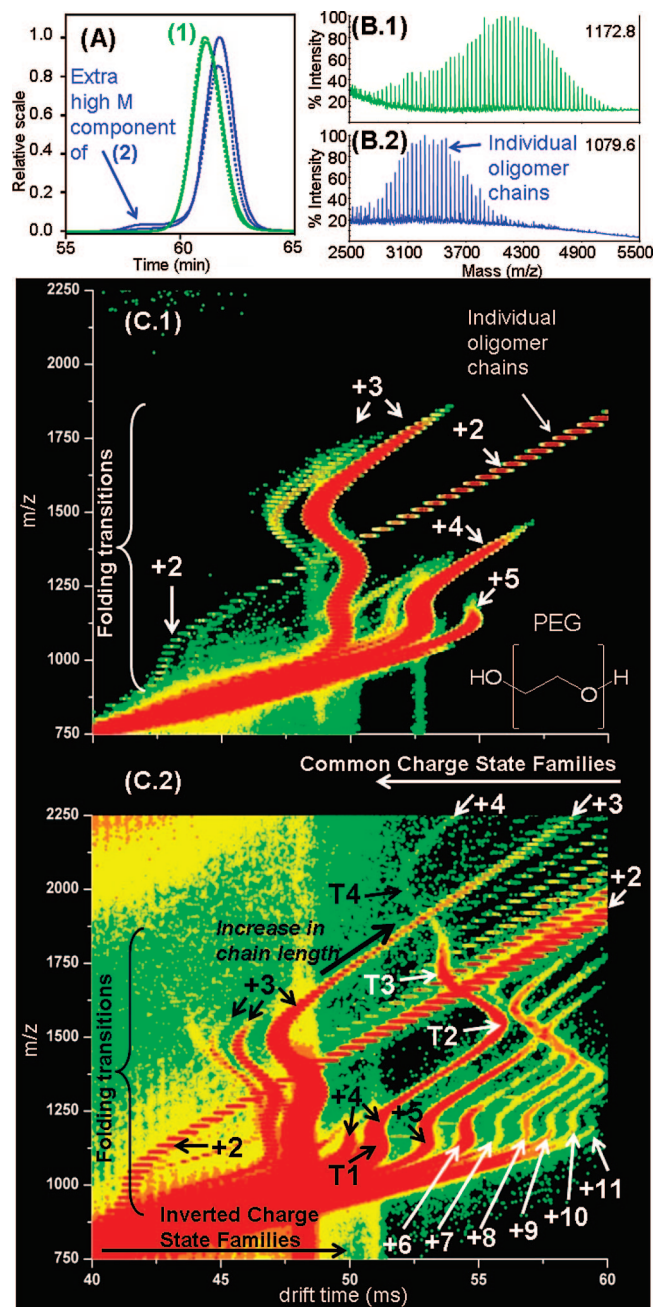 (A)
(1)
Extra
high M
component
of (2)
Relative scale
1.0
0.8
0.6
0.4
0.2
0.0
55
60
65
Time (min)
(B.1)
1172.8
% Intensity
100
80
60
40
20
(B.2)
1079.6
Individual
oligomer
chains
% Intensity
100
80
60
40
20
2500
3100
3700
4300
4900
5500
Mass (m/z)
(C.1)
Individual
oligomer
chains
+3
+2
+4
+5
+2
Folding transitions
PEG
HO
O
H
m/z
2250
2000
1750
1500
1250
1000
750
Common Charge State Families
(C.2)
+4
+3
+2
T4
Increase in
chain length
T3
T2
+3
+4
+5
T1
+2
Folding transitions
+11
+10
+9
+8
+7
+6
Inverted Charge
State Families
m/z
2250
2000
1750
1500
1250
1000
750
40
45
50
55
60
drift time (ms)